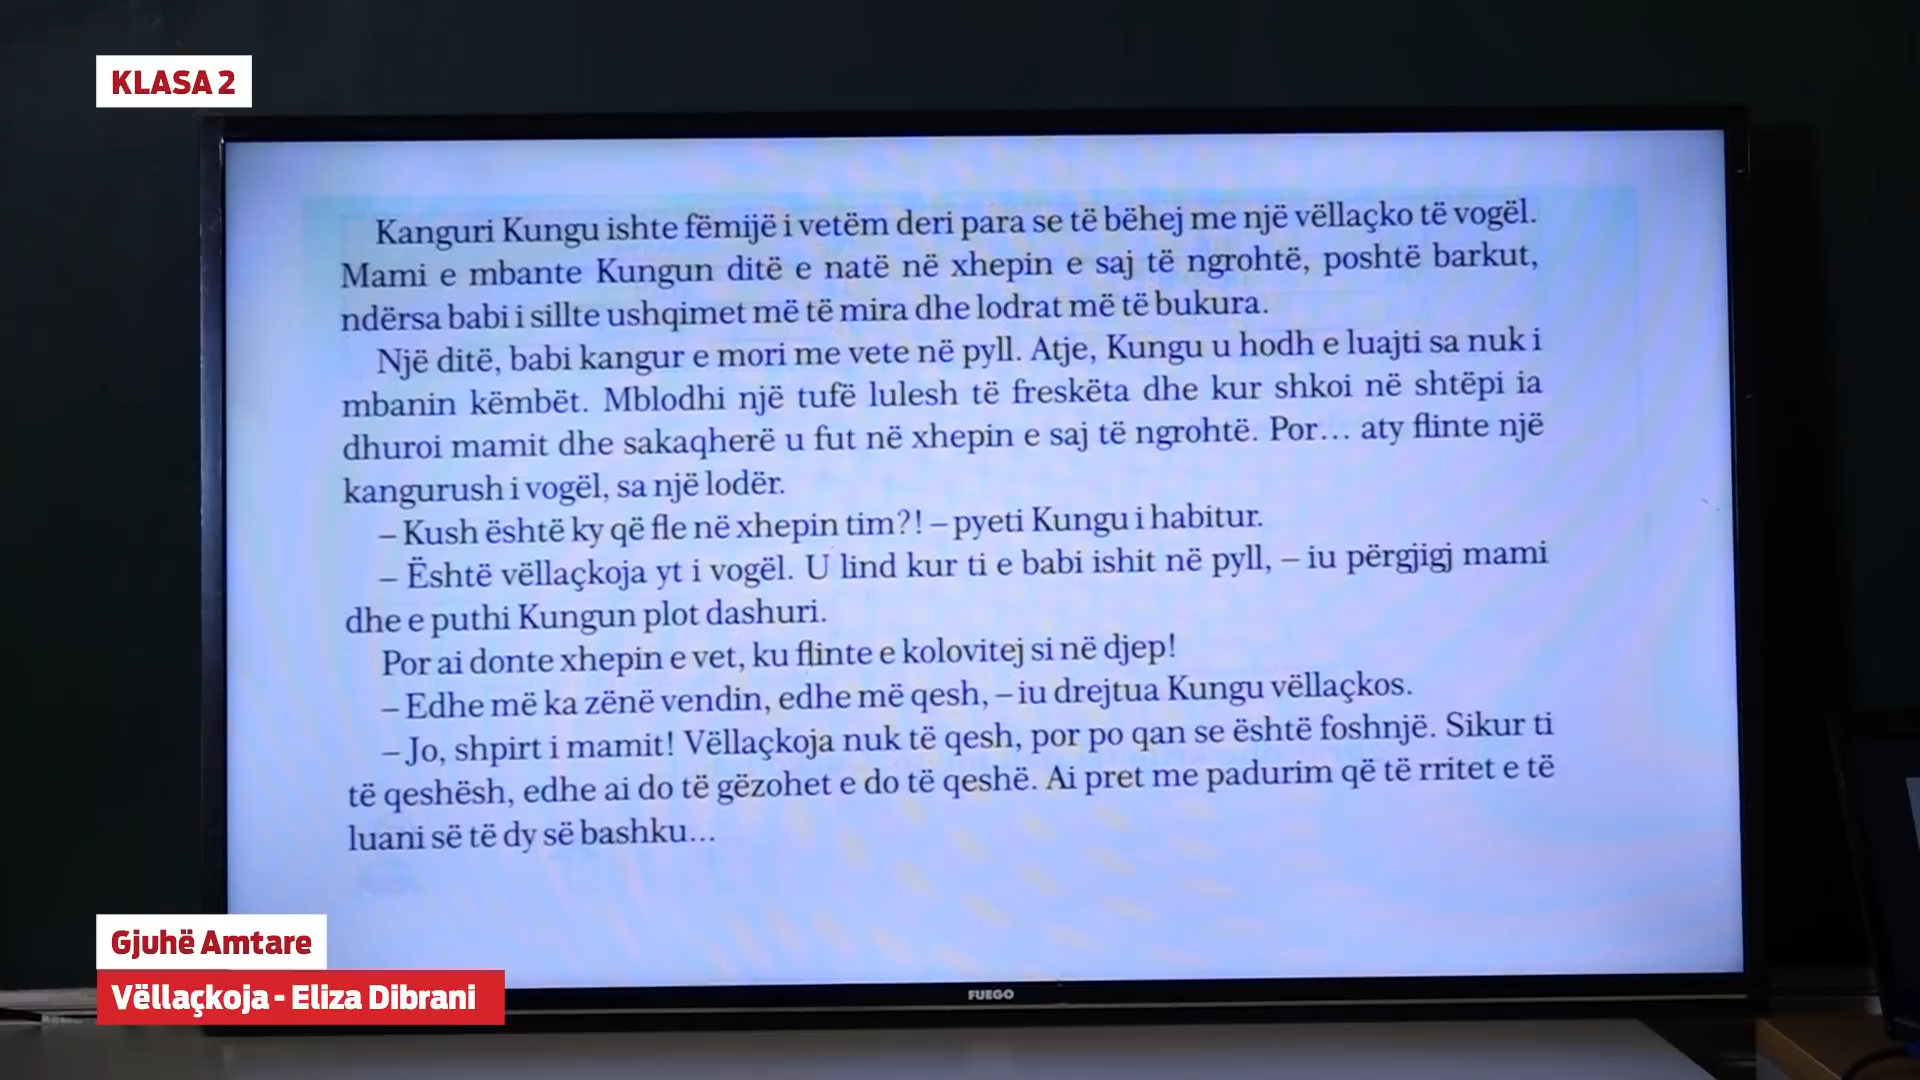 KLASA 2
Kanguri Kungu ishte fëmijë i vetëm deri para se të bëhej me një vëllaçko të vogël.
Mami e mbante Kungun ditë e natë në xhepin e saj të ngrohtë, poshtë barkut,
ndërsa babi i sillte ushqimet më të mira dhe lodrat më të bukura.
Një ditë, babi kangur e mori me vete në pyll. Atje, Kungu u hodh e luajti sa nuk i
mbanin këmbët. Mblodhi një tufë lulesh të freskëta dhe kur shkoi në shtëpi ia
dhuroi mamit dhe sakaqherë u fut në xhepin e saj të ngrohtë. Por... aty flinte një
kangurush i vogël, sa një lodër.
– Kush është ky që fle në xhepin tim?! – pyeti Kungu i habitur.
– Është vëllaçkoja yt i vogël. U lind kur ti e babi ishit në pyll, – iu përgjigj mami
dhe e puthi Kungun plot dashuri.
Por ai donte xhepin e vet, ku flinte e kolovitej si në djep!
– Edhe më ka zënë vendin, edhe më qesh, – iu drejtua Kungu vëllaçkos.
– Jo, shpirt i mamit! Vëllaçkoja nuk të qesh, por po qan se është foshnjë. Sikur ti
të qeshësh, edhe ai do të gëzohet e do të qeshë. Ai pret me padurim që të rritet e të
luani së të dy së bashku...
Gjuhë Amtare
Vëllaçkoja - Eliza Dibrani
FUEGO